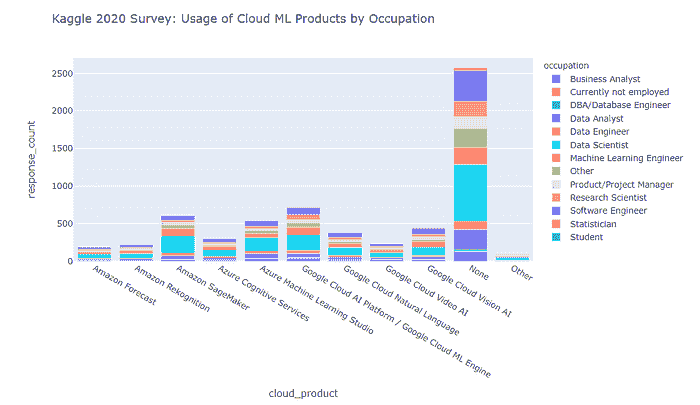 Kaggle 2020 Survey: Usage of Cloud ML Products by Occupation
response_count
2500
2000
1500
1000
500
0
Amazon Forecast
Amazon Rekognition
Amazon SageMaker
Azure Cognitive Services
Azure Machine Learning Studio
Google Cloud AI Platform / Google Cloud ML Engine
Google Cloud Natural Language
Google Cloud Video AI
Google Cloud Vision AI
None
Other
cloud_product
occupation
Business Analyst
Currently not employed
DBA/Database Engineer
Data Analyst
Data Engineer
Data Scientist
Machine Learning Engineer
Other
Product/Project Manager
Research Scientist
Software Engineer
Statistician
Student